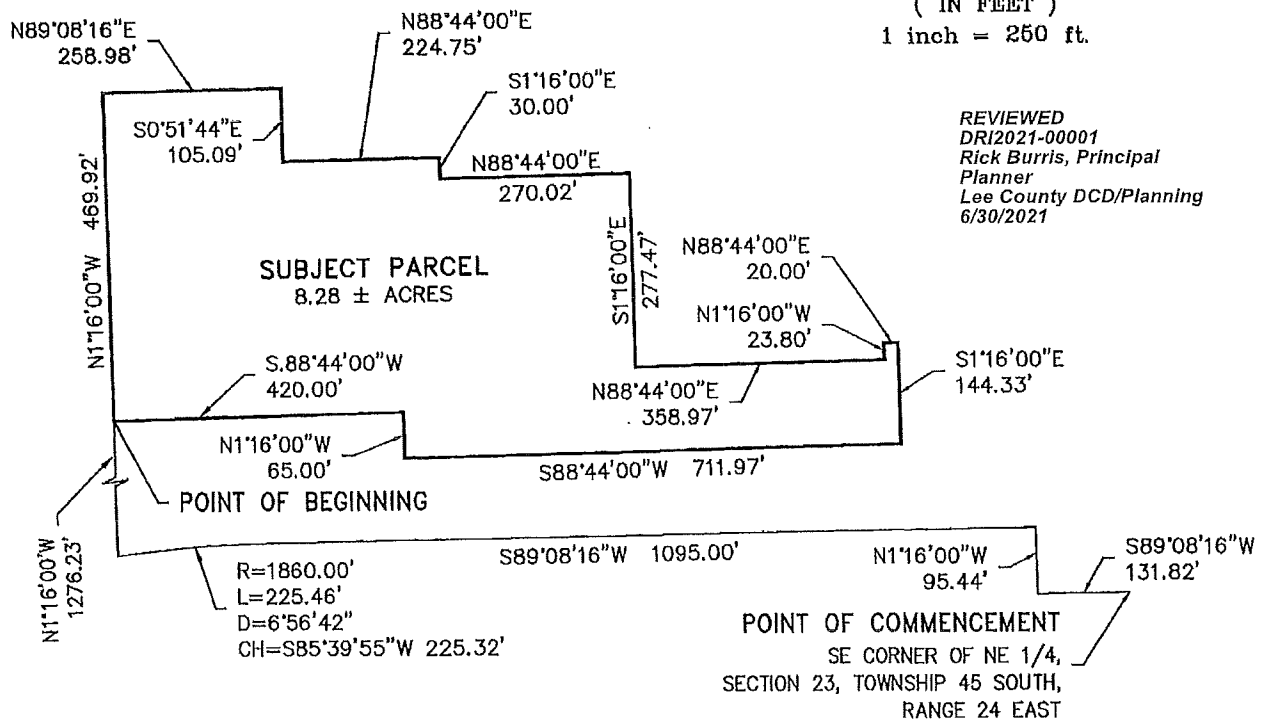 ( IN FEET )
1 inch = 250 ft.
N89°08'16"E
258.98'
N88°44'00"E
224.75'
S1°16'00"E
30.00'
S0°51'44"E
105.09'
N88°44'00"E
270.02'
REVIEWED
DRI2021-00001
Rick Burris, Principal
Planner
Lee County DCD/Planning
6/30/2021
N1°16'00"W 469.92'
SUBJECT PARCEL
8.28 ± ACRES
S1°16'00"E
277.47'
N88°44'00"E
20.00'
N1°16'00"W
23.80'
S1°16'00"E
144.33'
S.88°44'00"W
420.00'
N88°44'00"E
358.97'
N1°16'00"W
65.00'
S88°44'00"W 711.97'
POINT OF BEGINNING
N1°16'00"W
1276.23'
S89°08'16"W 1095.00'
N1°16'00"W
95.44'
S89°08'16"W
131.82'
R=1860.00'
L=225.46'
D=6°56'42"
CH=S85°39'55"W 225.32'
POINT OF COMMENCEMENT
SE CORNER OF NE 1/4,
SECTION 23, TOWNSHIP 45 SOUTH,
RANGE 24 EAST